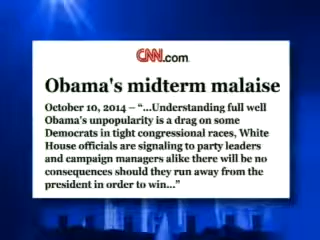 CNN.com
Obama's midterm malaise
October 10, 2014 – "...Understanding full well
Obama's unpopularity is a drag on some
Democrats in tight congressional races, White
House officials are signaling to party leaders
and campaign managers alike there will be no
consequences should they run away from the
president in order to win..."